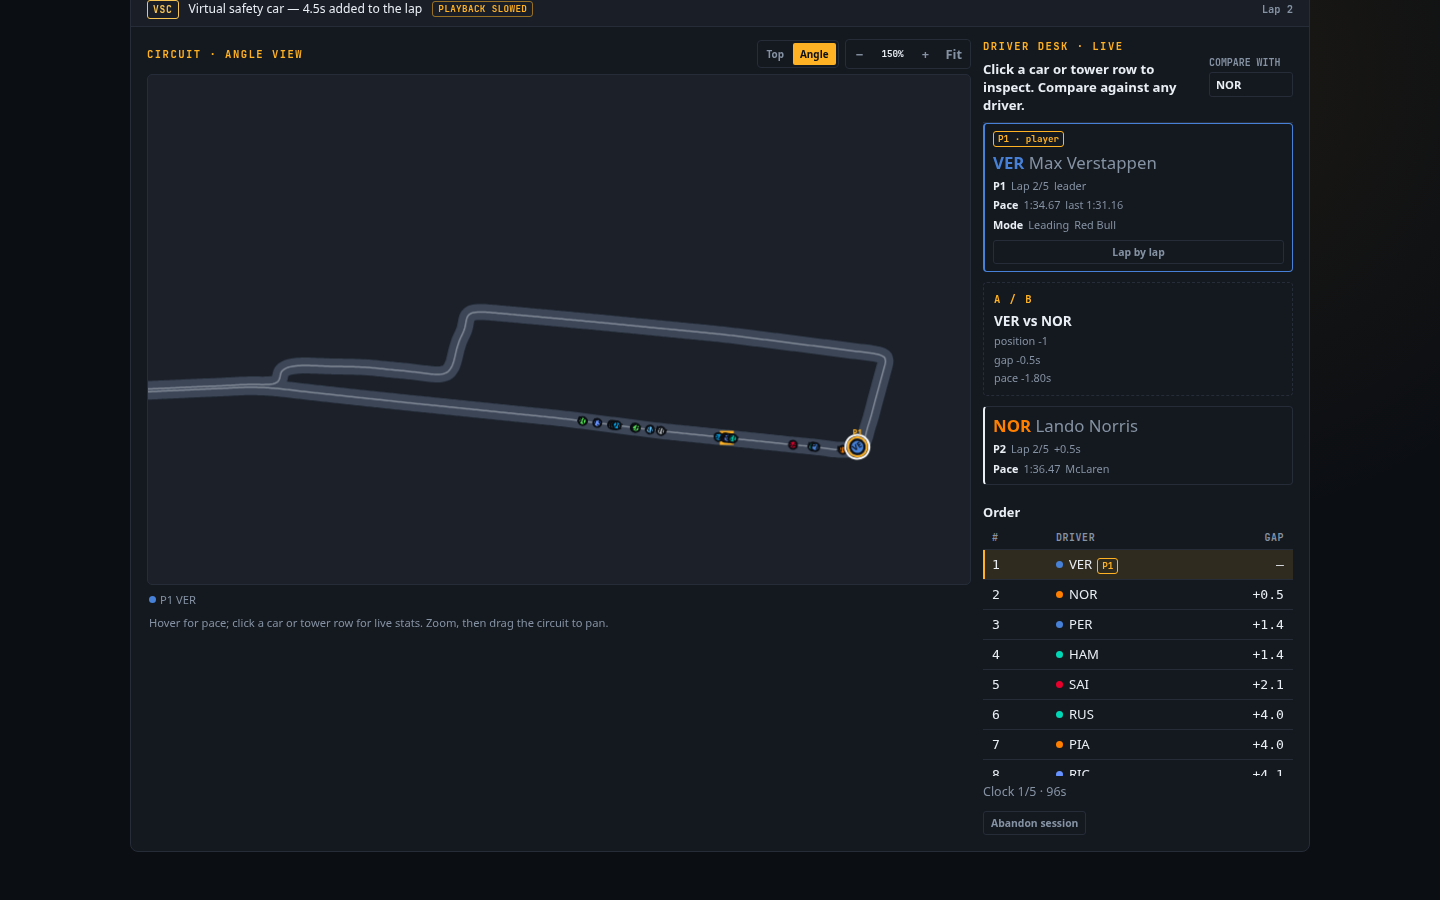 VSC Virtual safety car — 4.5s added to the lap PLAYBACK SLOWED Lap 2
CIRCUIT · ANGLE VIEW
Top Angle − 150% + Fit
P1
P1 VER
Hover for pace; click a car or tower row for live stats. Zoom, then drag the circuit to pan.
DRIVER DESK · LIVE
Click a car or tower row to
inspect. Compare against any
driver.
COMPARE WITH
NOR
P1 · player
VER Max Verstappen
P1 Lap 2/5 leader
Pace 1:34.67 last 1:31.16
Mode Leading Red Bull
Lap by lap
A / B
VER vs NOR
position -1
gap -0.5s
pace -1.80s
NOR Lando Norris
P2 Lap 2/5 +0.5s
Pace 1:36.47 McLaren
Order
# DRIVER GAP
1 VER P1 —
2 NOR +0.5
3 PER +1.4
4 HAM +1.4
5 SAI +2.1
6 RUS +4.0
7 PIA +4.0
8 RIC +4.1
Clock 1/5 · 96s
Abandon session